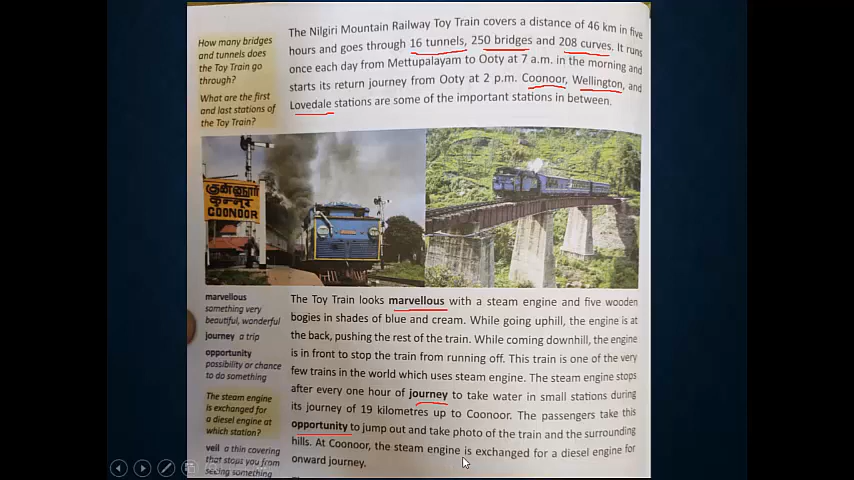 How many bridges
and tunnels does
the Toy Train go
through?
What are the first
and last stations of
the Toy Train?
The Nilgiri Mountain Railway Toy Train covers a distance of 46 km in five
hours and goes through 16 tunnels, 250 bridges and 208 curves. It runs
once each day from Mettupalayam to Ooty at 7 a.m. in the morning and
starts its return journey from Ooty at 2 p.m. Coonoor, Wellington, and
Lovedale stations are some of the important stations in between.
குன்னூர்
कुन्नूर
COONOOR
marvellous
something very
beautiful, wonderful
journey a trip
opportunity
possibility or chance
to do something
The steam engine
is exchanged for
a diesel engine at
which station?
veil a thin covering
that stops you from
seeing something
The Toy Train looks marvellous with a steam engine and five wooden
bogies in shades of blue and cream. While going uphill, the engine is at
the back, pushing the rest of the train. While coming downhill, the engine
is in front to stop the train from running off. This train is one of the very
few trains in the world which uses steam engine. The steam engine stops
after every one hour of journey to take water in small stations during
its journey of 19 kilometres up to Coonoor. The passengers take this
opportunity to jump out and take photo of the train and the surrounding
hills. At Coonoor, the steam engine is exchanged for a diesel engine for
onward journey.